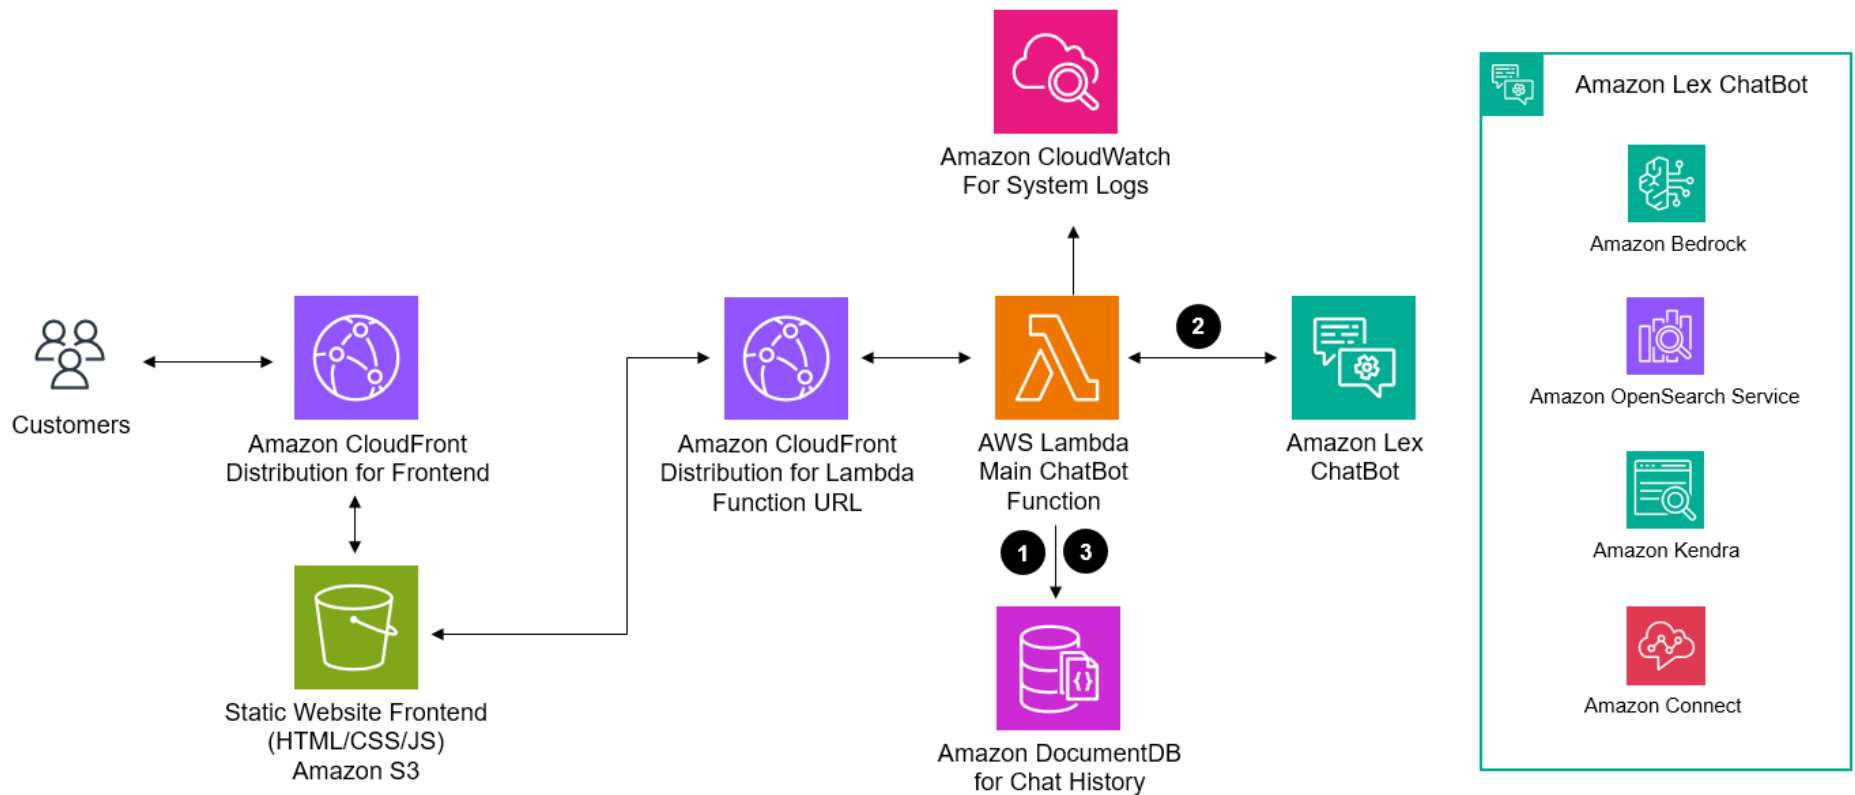 Amazon CloudWatch
For System Logs
Customers
Amazon CloudFront
Distribution for Frontend
Static Website Frontend
(HTML/CSS/JS)
Amazon S3
Amazon CloudFront
Distribution for Lambda
Function URL
AWS Lambda
Main ChatBot
Function
2
Amazon Lex
ChatBot
1
3
Amazon DocumentDB
for Chat History
Amazon Lex ChatBot
Amazon Bedrock
Amazon OpenSearch Service
Amazon Kendra
Amazon Connect